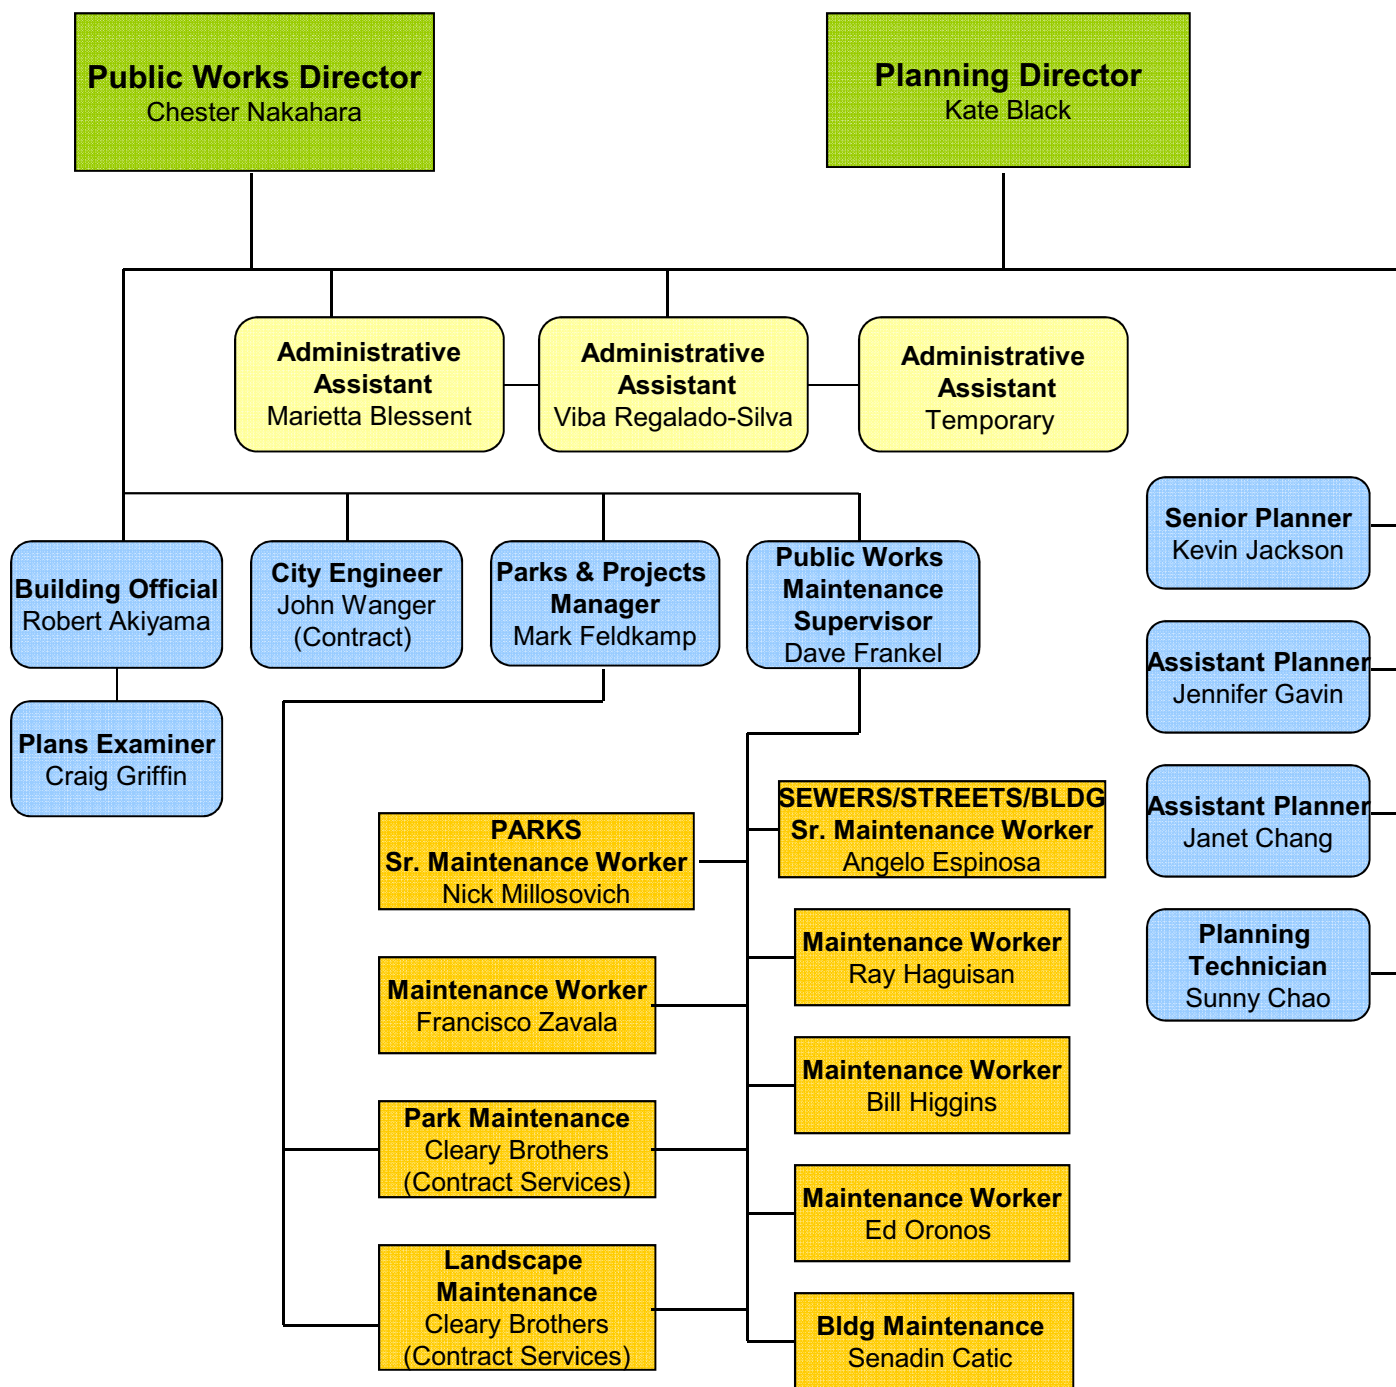 Public Works Director
Chester Nakahara
Planning Director
Kate Black
Administrative
Assistant
Marietta Blessent
Administrative
Assistant
Viba Regalado-Silva
Administrative
Assistant
Temporary
Building Official
Robert Akiyama
City Engineer
John Wanger
(Contract)
Parks & Projects
Manager
Mark Feldkamp
Public Works
Maintenance
Supervisor
Dave Frankel
Senior Planner
Kevin Jackson
Plans Examiner
Craig Griffin
Assistant Planner
Jennifer Gavin
Assistant Planner
Janet Chang
Planning
Technician
Sunny Chao
PARKS
Sr. Maintenance Worker
Nick Millosovich
Maintenance Worker
Francisco Zavala
Park Maintenance
Cleary Brothers
(Contract Services)
Landscape
Maintenance
Cleary Brothers
(Contract Services)
SEWERS/STREETS/BLDG
Sr. Maintenance Worker
Angelo Espinosa
Maintenance Worker
Ray Haguisan
Maintenance Worker
Bill Higgins
Maintenance Worker
Ed Oronos
Bldg Maintenance
Senadin Catic